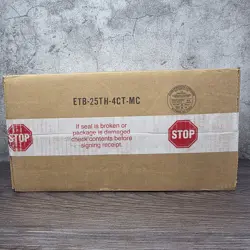 ETB-25TH-4CT-MC
If seal is broken or
package is damaged
check contents before
signing receipt.
STOP
STOP